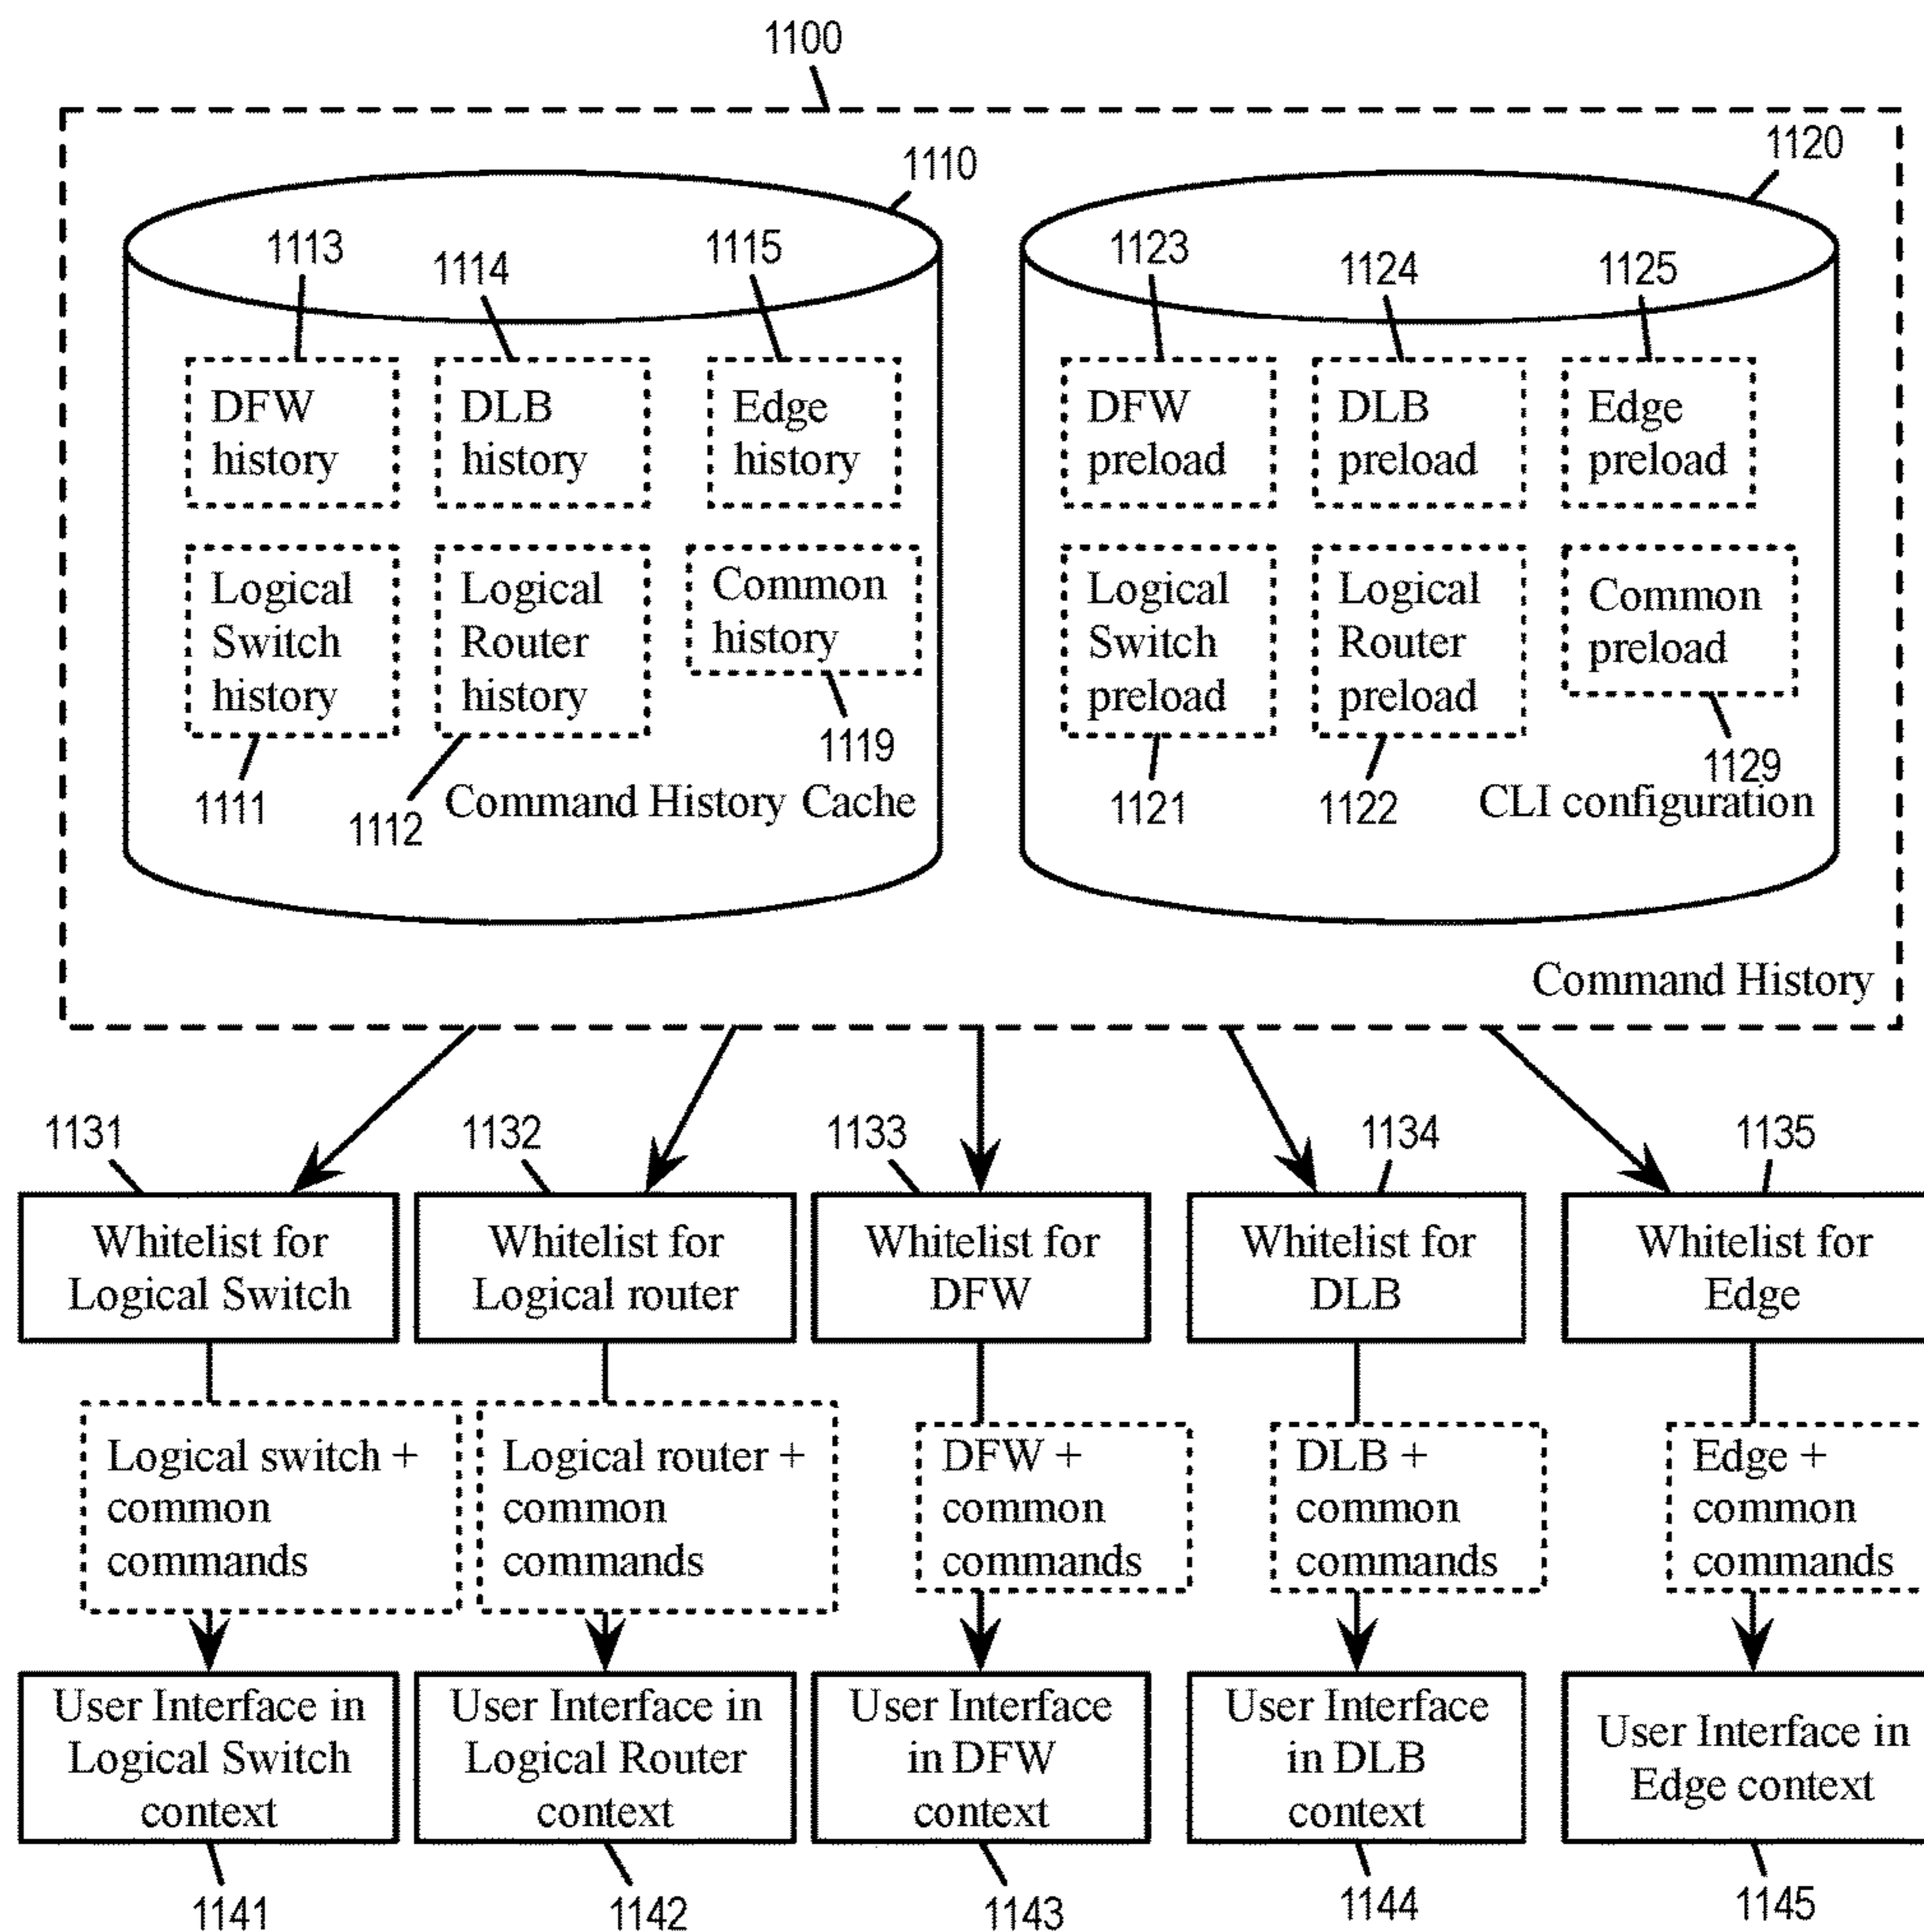 1100
1110
1120
1113
1114
1115
1123
1124
1125
DFW
history
DLB
history
Edge
history
DFW
preload
DLB
preload
Edge
preload
Logical
Switch
history
Logical
Router
history
Common
history
Logical
Switch
preload
Logical
Router
preload
Common
preload
1111
1112
1119
Command History Cache
1121
1122
1129
CLI configuration
Command History
1131
1132
1133
1134
1135
Whitelist for
Logical Switch
Whitelist for
Logical router
Whitelist for
DFW
Whitelist for
DLB
Whitelist for
Edge
Logical switch +
common
commands
Logical router +
common
commands
DFW +
common
commands
DLB +
common
commands
Edge +
common
commands
User Interface in
Logical Switch
context
User Interface in
Logical Router
context
User Interface
in DFW
context
User Interface
in DLB
context
User Interface in
Edge context
1141
1142
1143
1144
1145